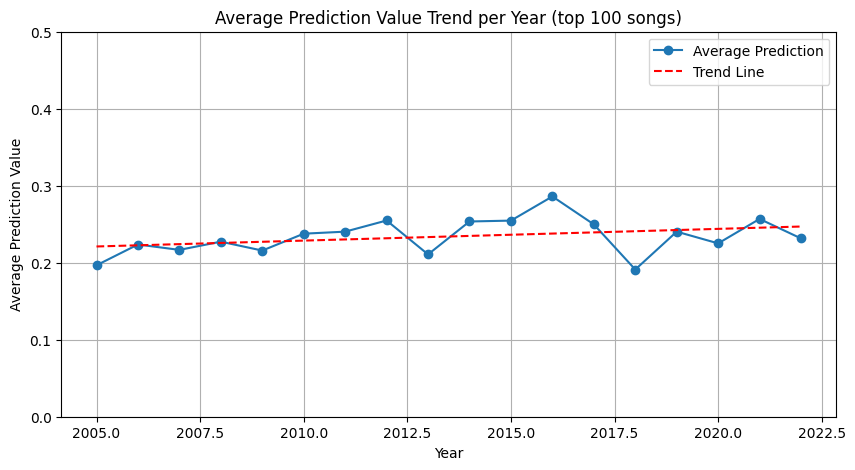 Average Prediction Value Trend per Year (top 100 songs)
Average Prediction
Trend Line
Average Prediction Value
0.5
0.4
0.3
0.2
0.1
0.0
2005.0 2007.5 2010.0 2012.5 2015.0 2017.5 2020.0 2022.5
Year